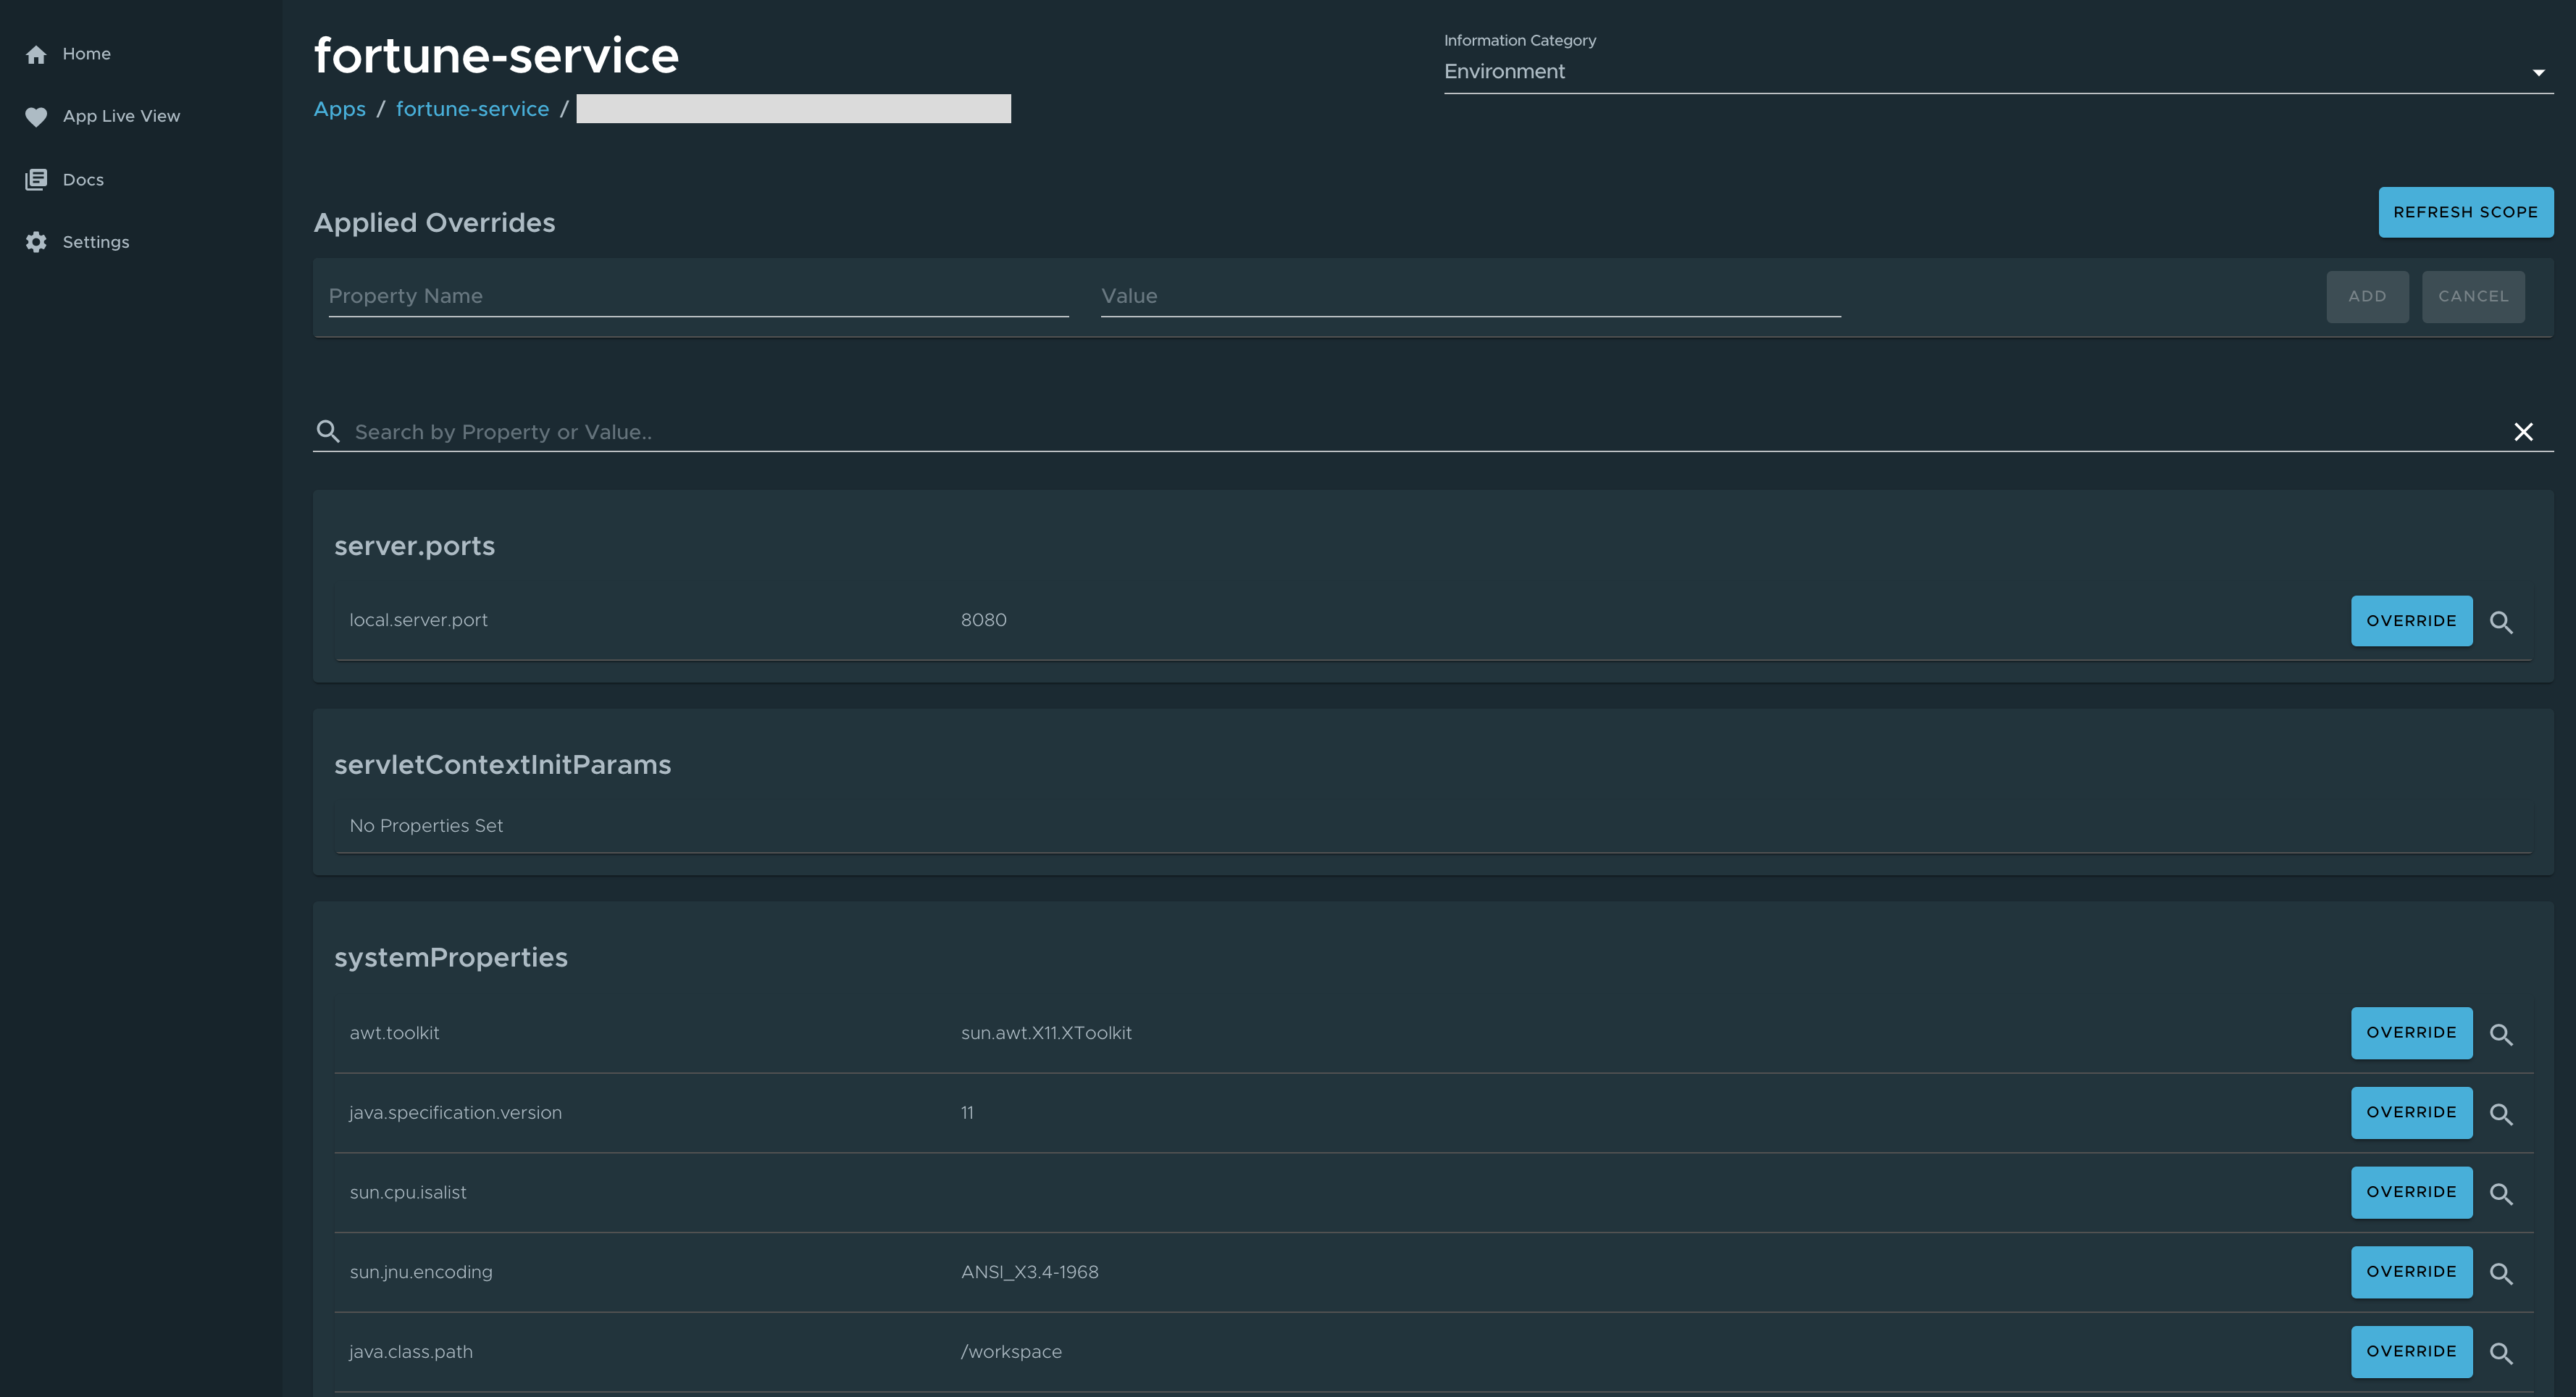 Home
App Live View
Docs
Settings
fortune-service
Apps / fortune-service /
Information Category
Environment
Applied Overrides
REFRESH SCOPE
Property Name Value ADD CANCEL
Search by Property or Value..
server.ports
local.server.port 8080 OVERRIDE
servletContextInitParams
No Properties Set
systemProperties
awt.toolkit sun.awt.X11.XToolkit OVERRIDE
java.specification.version 11 OVERRIDE
sun.cpu.isalist OVERRIDE
sun.jnu.encoding ANSI_X3.4-1968 OVERRIDE
java.class.path /workspace OVERRIDE